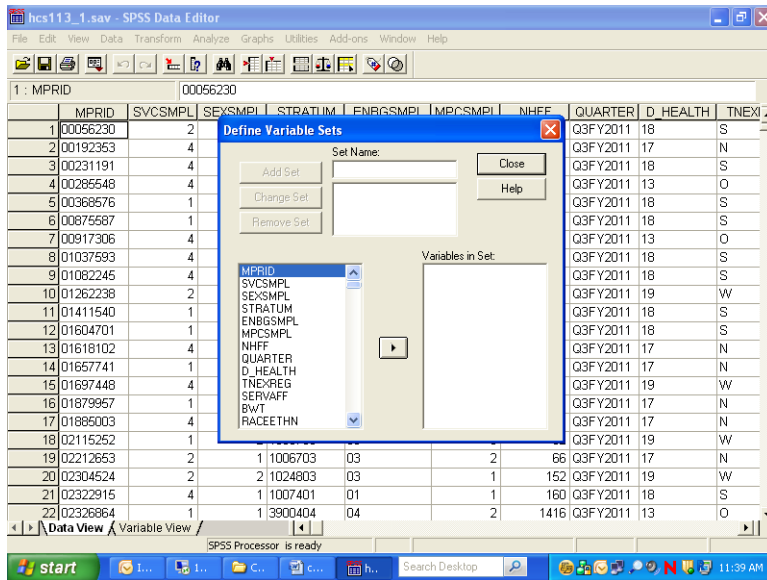 hcs113_1.sav - SPSS Data Editor
File Edit View Data Transform Analyze Graphs Utilities Add-ons Window Help
1 : MPRID 00056230
MPRID SVCSMPL SEXSMPL STRATUM ENBGSMPL MPCSMPL NHFF QUARTER D_HEALTH
Define Variable Sets
Set Name:
Add Set
Change Set
Remove Set
Close
Help
Variables in Set:
MPRID
SVCSMPL
SEXSMPL
STRATUM
ENBGSMPL
MPCSMPL
NHFF
QUARTER
D_HEALTH
TNEXREG
SERVAFF
BWT
RACEETHN
1 00056230 2 Q3FY2011 18 S
2 00192353 4 Q3FY2011 17 N
3 00231191 4 Q3FY2011 18 S
4 00285548 4 Q3FY2011 13 O
5 00368576 1 Q3FY2011 18 S
6 00875587 1 Q3FY2011 18 S
7 00917306 4 Q3FY2011 13 O
8 01037593 4 Q3FY2011 18 S
9 01082245 4 Q3FY2011 18 S
10 01262238 2 Q3FY2011 19 W
11 01411540 1 Q3FY2011 18 S
12 01604701 1 Q3FY2011 18 S
13 01618102 4 Q3FY2011 17 N
14 01657741 1 Q3FY2011 17 N
15 01697448 4 Q3FY2011 19 W
16 01879957 1 Q3FY2011 17 N
17 01885003 4 Q3FY2011 17 N
18 02115252 1 Q3FY2011 19 W
19 02212653 2 1 1006703 03 2 66 Q3FY2011 17 N
20 02304524 2 2 1024803 03 1 152 Q3FY2011 19 W
21 02322915 4 1 1007401 01 1 160 Q3FY2011 18 S
22 02326864 1 1 3900404 04 2 1416 Q3FY2011 13 O
Data View Variable View
SPSS Processor is ready
start I... 1... C... c... h... Search Desktop 11:39 AM